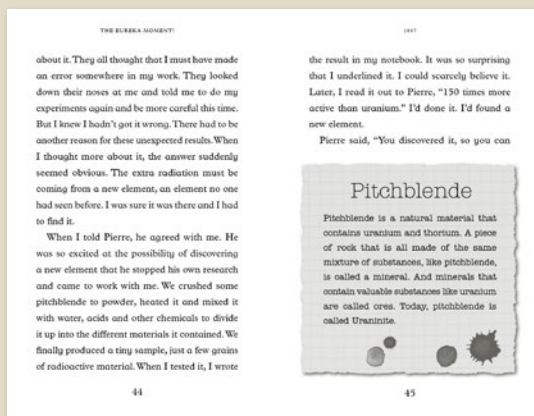 THE EUREKA MOMENT!
about it. They all thought that I must have made
an error somewhere in my work. They looked
down their noses at me and told me to do my
experiments again and be more careful this time.
But I knew I hadn't got it wrong. There had to be
another reason for these unexpected results. When
I thought more about it, the answer suddenly
seemed obvious. The extra radiation must be
coming from a new element, an element no one
had seen before. I was sure it was there and I had
to find it.
When I told Pierre, he agreed with me. He
was so excited at the possibility of discovering
a new element that he stopped his own research
and came to work with me. We crushed some
pitchblende to powder, heated it and mixed it
with water, acids and other chemicals to divide
it up into the different materials it contained. We
finally produced a tiny sample, just a few grains
of radioactive material. When I tested it, I wrote
44
1897
the result in my notebook. It was so surprising
that I underlined it. I could scarcely believe it.
Later, I read it out to Pierre, “150 times more
active than uranium.” I'd done it. I'd found a
new element.
Pierre said, “You discovered it, so you can
Pitchblende
Pitchblende is a natural material that
contains uranium and thorium. A piece
of rock that is all made of the same
mixture of substances, like pitchblende,
is called a mineral. And minerals that
contain valuable substances like uranium
are called ores. Today, pitchblende is
called Uraninite.
45